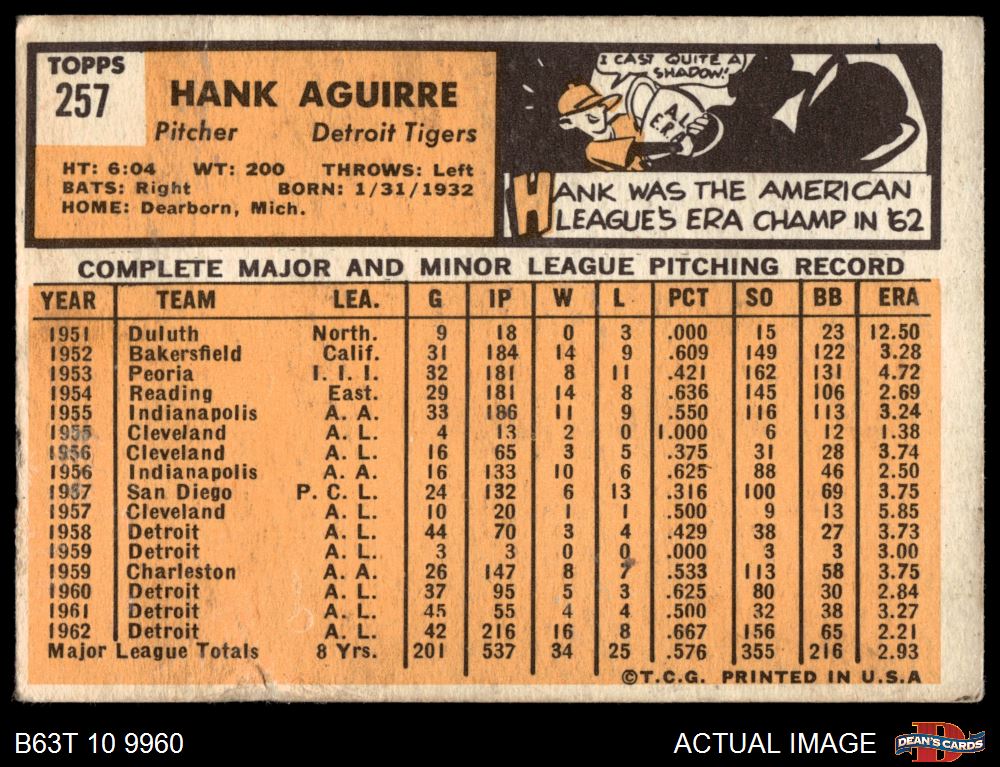 TOPPS
257
HANK AGUIRRE
Pitcher Detroit Tigers
HT: 6:04 WT: 200 THROWS: Left
BATS: Right BORN: 1/31/1932
HOME: Dearborn, Mich.
I CAST QUITE A
SHADOW!
A L
ERA
HANK WAS THE AMERICAN
LEAGUE'S ERA CHAMP IN '62
COMPLETE MAJOR AND MINOR LEAGUE PITCHING RECORD
YEAR TEAM LEA. G IP W L PCT SO BB ERA
1951 Duluth North. 9 18 0 3 .000 15 23 12.50
1952 Bakersfield Calif. 31 184 14 9 .609 149 122 3.28
1953 Peoria I. I. I. 32 181 8 11 .421 162 131 4.72
1954 Reading East. 29 181 14 8 .636 145 106 2.69
1955 Indianapolis A. A. 33 186 11 9 .550 116 113 3.24
1955 Cleveland A. L. 4 13 2 0 1.000 6 12 1.38
1956 Cleveland A. L. 16 65 3 5 .375 31 28 3.74
1956 Indianapolis A. A. 16 133 10 6 .625 88 46 2.50
1957 San Diego P. C. L. 24 132 6 13 .316 100 69 3.75
1957 Cleveland A. L. 10 20 1 1 .500 9 13 5.85
1958 Detroit A. L. 44 70 3 4 .429 38 27 3.73
1959 Detroit A. L. 3 3 0 0 .000 3 3 3.00
1959 Charleston A. A. 26 147 8 7 .533 113 58 3.75
1960 Detroit A. L. 37 95 5 3 .625 80 30 2.84
1961 Detroit A. L. 45 55 4 4 .500 32 38 3.27
1962 Detroit A. L. 42 216 16 8 .667 156 65 2.21
Major League Totals 8 Yrs. 201 537 34 25 .576 355 216 2.93
©T.C.G. PRINTED IN U.S.A
B63T 10 9960
ACTUAL IMAGE
D
DEAN'S CARDS